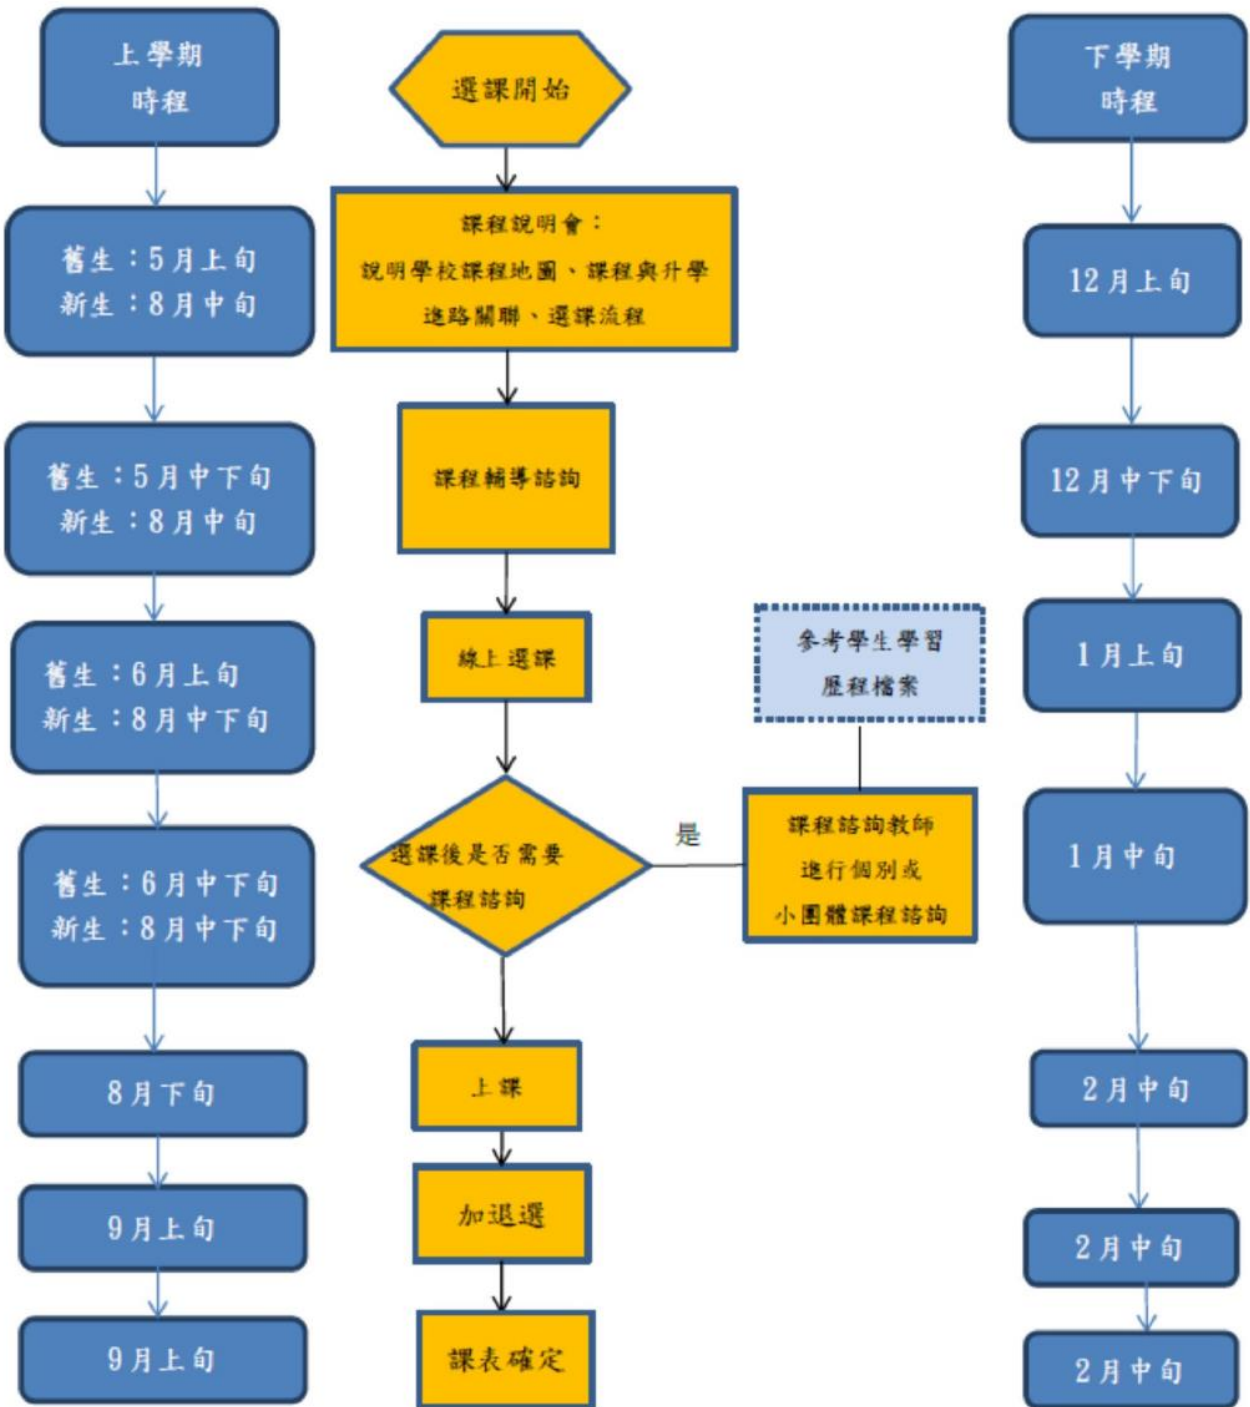 上學期
時程
舊生：5月上旬
新生：8月中旬
舊生：5月中下旬
新生：8月中旬
舊生：6月上旬
新生：8月中下旬
舊生：6月中下旬
新生：8月中下旬
8月下旬
9月上旬
9月上旬
選課開始
課程說明會：
說明學校課程地圖、課程與升學
進路關聯、選課流程
課程輔導諮詢
線上選課
選課後是否需要
課程諮詢
是
參考學生學習
歷程檔案
課程諮詢教師
進行個別或
小團體課程諮詢
上課
加退選
課表確定
下學期
時程
12月上旬
12月中下旬
1月上旬
1月中旬
2月中旬
2月中旬
2月中旬